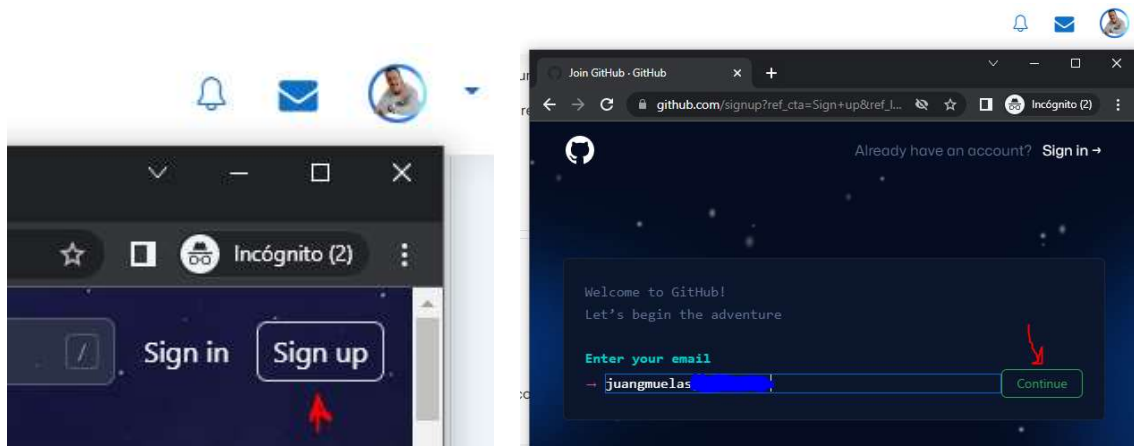 Incógnito (2)
/
Sign in
Sign up
Join GitHub · GitHub
github.com/signup?ref_cta=Sign+up&ref_l...
Incógnito (2)
Already have an account? Sign in →
Welcome to GitHub!
Let's begin the adventure
Enter your email
→ juangmuelas
Continue